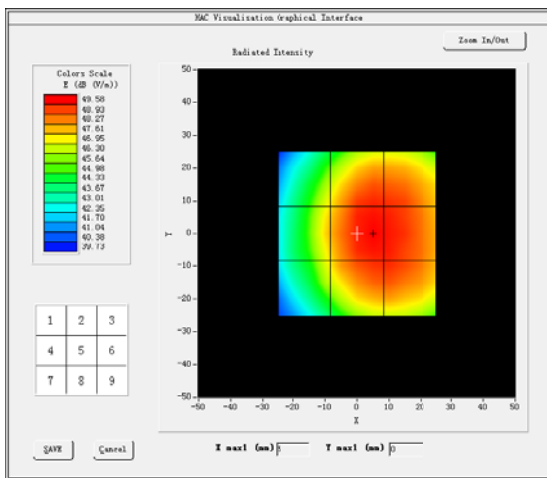 HAC Visualisation Graphical Interface
Zoom In/Out
Radiated Intensity
Colors Scale
E (dB (V/m))
49.58
48.93
48.27
47.61
46.95
46.30
45.64
44.98
44.33
43.67
43.01
42.35
41.70
41.04
40.38
39.73
50
40
30
20
10
Y
0
-10
-20
-30
-40
-50
-50 -40 -30 -20 -10 0 10 20 30 40 50
X
1 2 3
4 5 6
7 8 9
SAVE
Cancel
X max1 (mm)
Y max1 (mm) 0